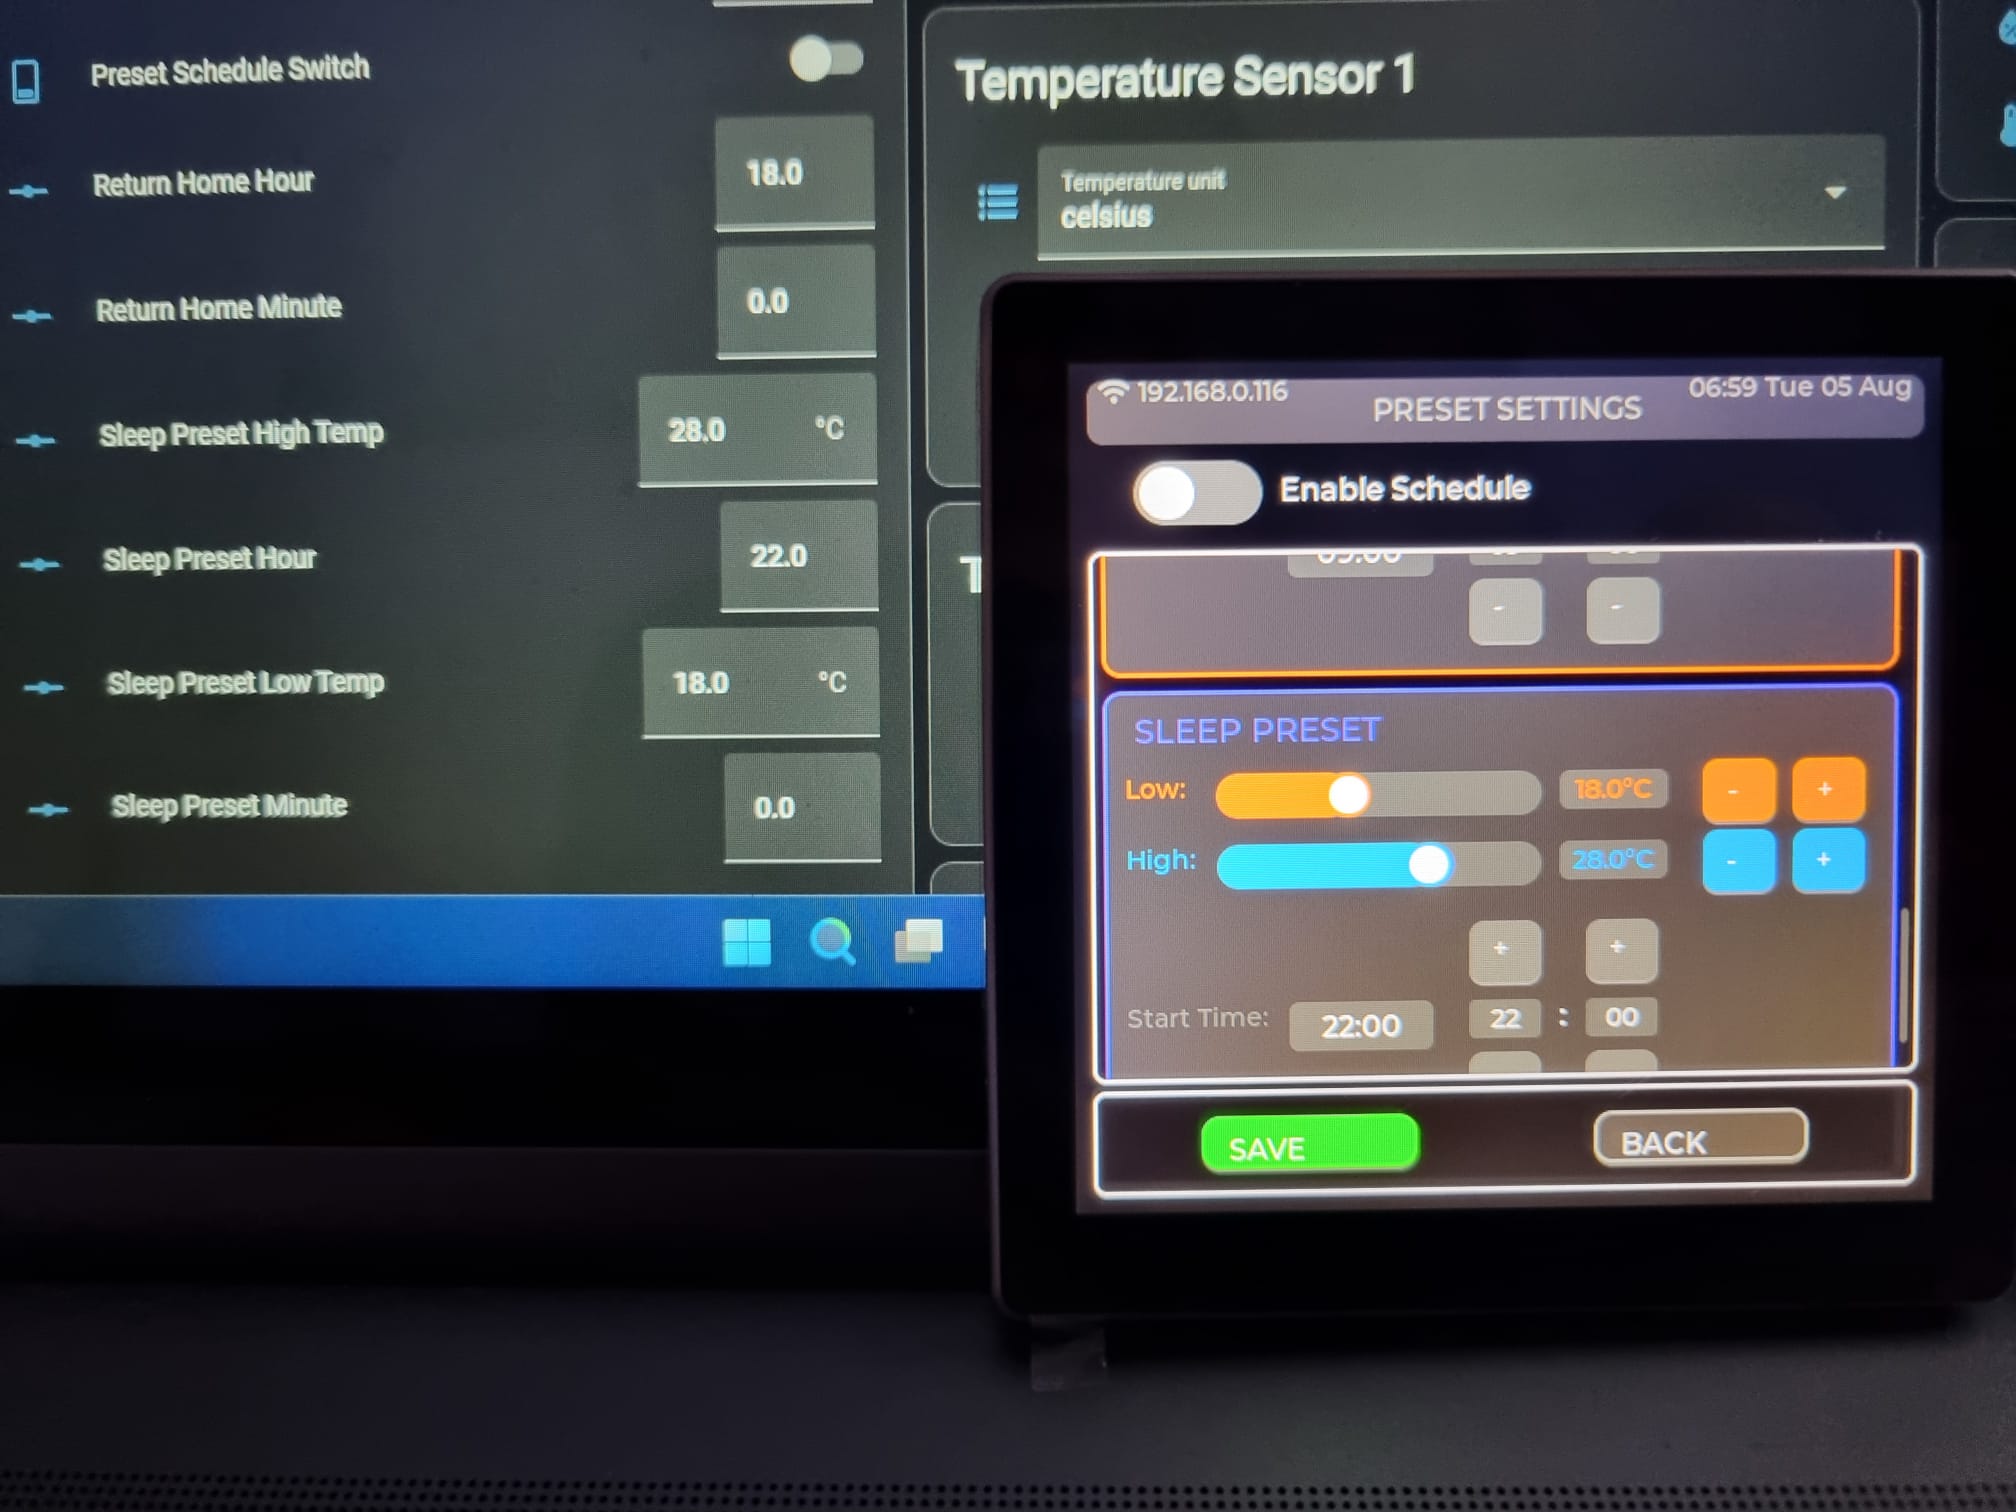 Preset Schedule Switch
Return Home Hour
18.0
Return Home Minute
0.0
Sleep Preset High Temp
28.0 °C
Sleep Preset Hour
22.0
Sleep Preset Low Temp
18.0 °C
Sleep Preset Minute
0.0
Temperature Sensor 1
Temperature unit
celsius
T
192.168.0.116
PRESET SETTINGS
06:59 Tue 05 Aug
Enable Schedule
- -
SLEEP PRESET
Low: 18.0°C - +
High: 28.0°C - +
+ +
Start Time: 22:00 22 : 00
SAVE
BACK